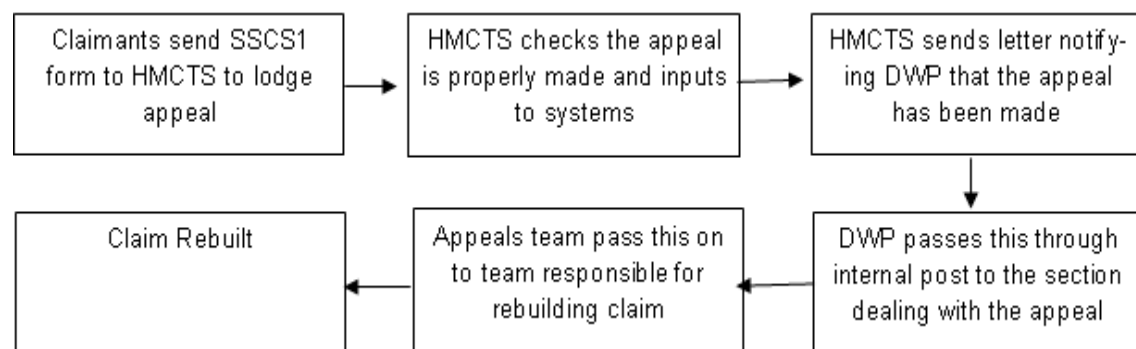 Claimants send SSCS1
form to HMCTS to lodge
appeal
HMCTS checks the appeal
is properly made and inputs
to systems
HMCTS sends letter notify-
ing DWP that the appeal
has been made
DWP passes this through
internal post to the section
dealing with the appeal
Appeals team pass this on
to team responsible for
rebuilding claim
Claim Rebuilt